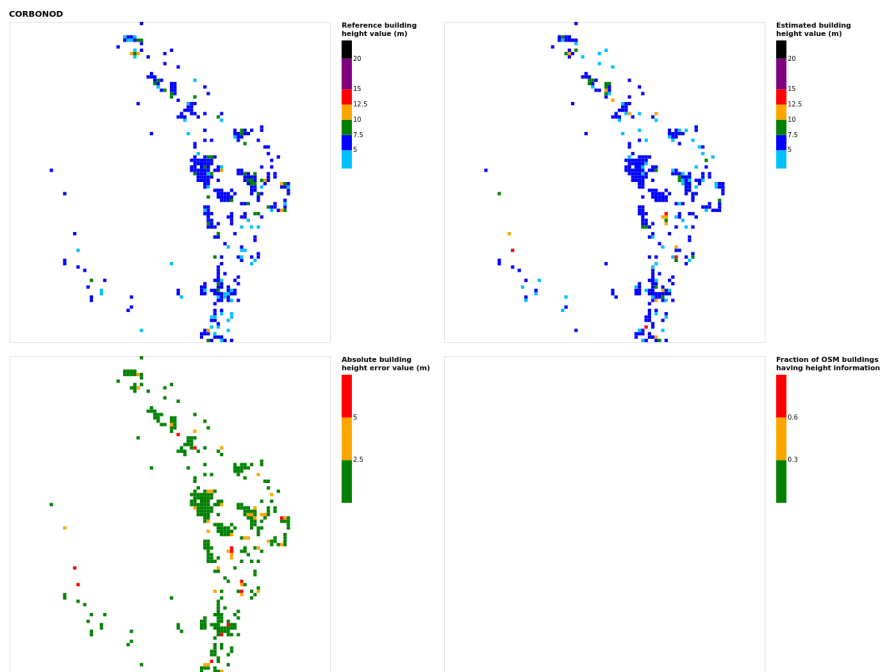 CORBONOD
Reference building
height value (m)
20
15
12.5
10
7.5
5
Estimated building
height value (m)
20
15
12.5
10
7.5
5
Absolute building
height error value (m)
5
2.5
Fraction of OSM buildings
having height information
0.6
0.3